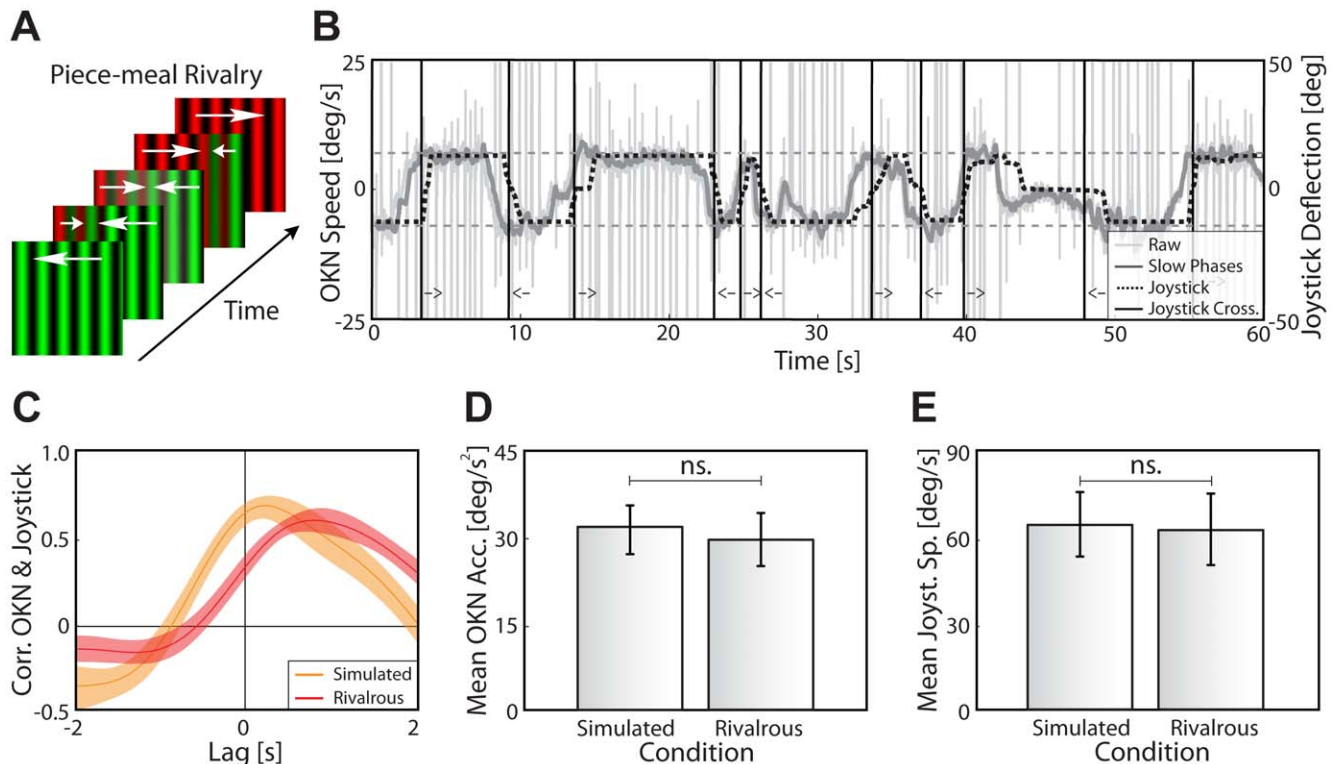 A
Piece-meal Rivalry
Time
B
OKN Speed [deg/s]
25
0
-25
Joystick Deflection [deg]
50
0
-50
Raw
Slow Phases
Joystick
Joystick Cross.
0 10 20 30 40 50 60
Time [s]
C
Corr. OKN & Joystick
1.0
0.5
0
-0.5
Simulated
Rivalrous
-2 0 2
Lag [s]
D
Mean OKN Acc. [deg/s²]
45
30
15
0
ns.
Simulated Rivalrous
Condition
E
Mean Joyst. Sp. [deg/s]
90
60
30
0
ns.
Simulated Rivalrous
Condition